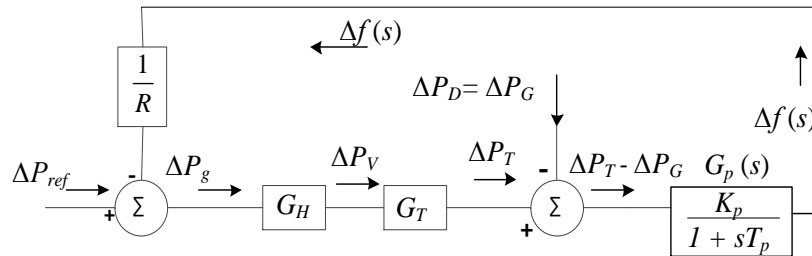 Δf(s)
1
R
ΔP_D = ΔP_G
Δf(s)
ΔP_ref
-
ΔP_g
ΔP_V
ΔP_T
-
ΔP_T - ΔP_G
G_p(s)
+
Σ
G_H
G_T
+
Σ
K_p
1 + sT_p